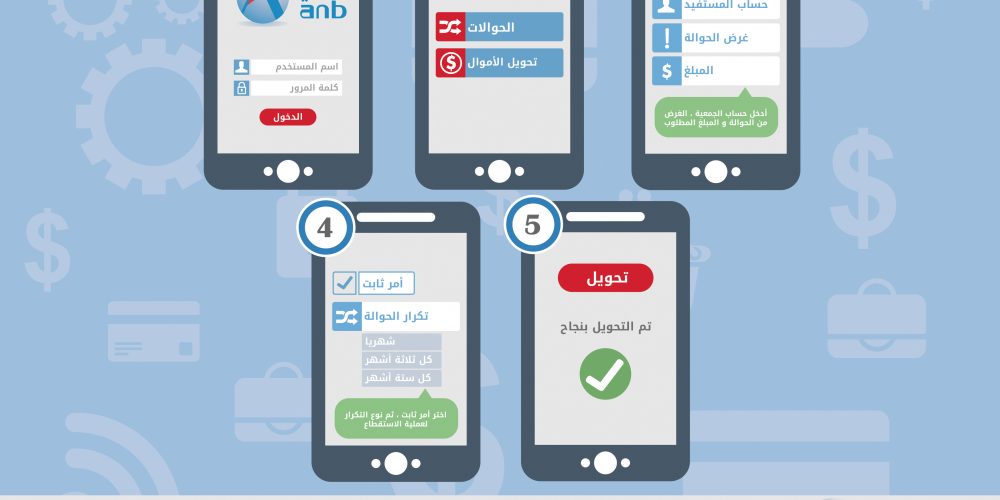 anb
اسم المستخدم
كلمة المرور
الدخول
الحوالات
تحويل الأموال
حساب المستفيد
غرض الحوالة
المبلغ
أدخل حساب الجمعية ، الغرض
من الحوالة و المبلغ المطلوب
4
أمر ثابت
تكرار الحوالة
شهريا
كل ثلاثة أشهر
كل ستة أشهر
اختر أمر ثابت ، ثم نوع التكرار
لعملية الاستقطاع
5
تحويل
تم التحويل بنجاح